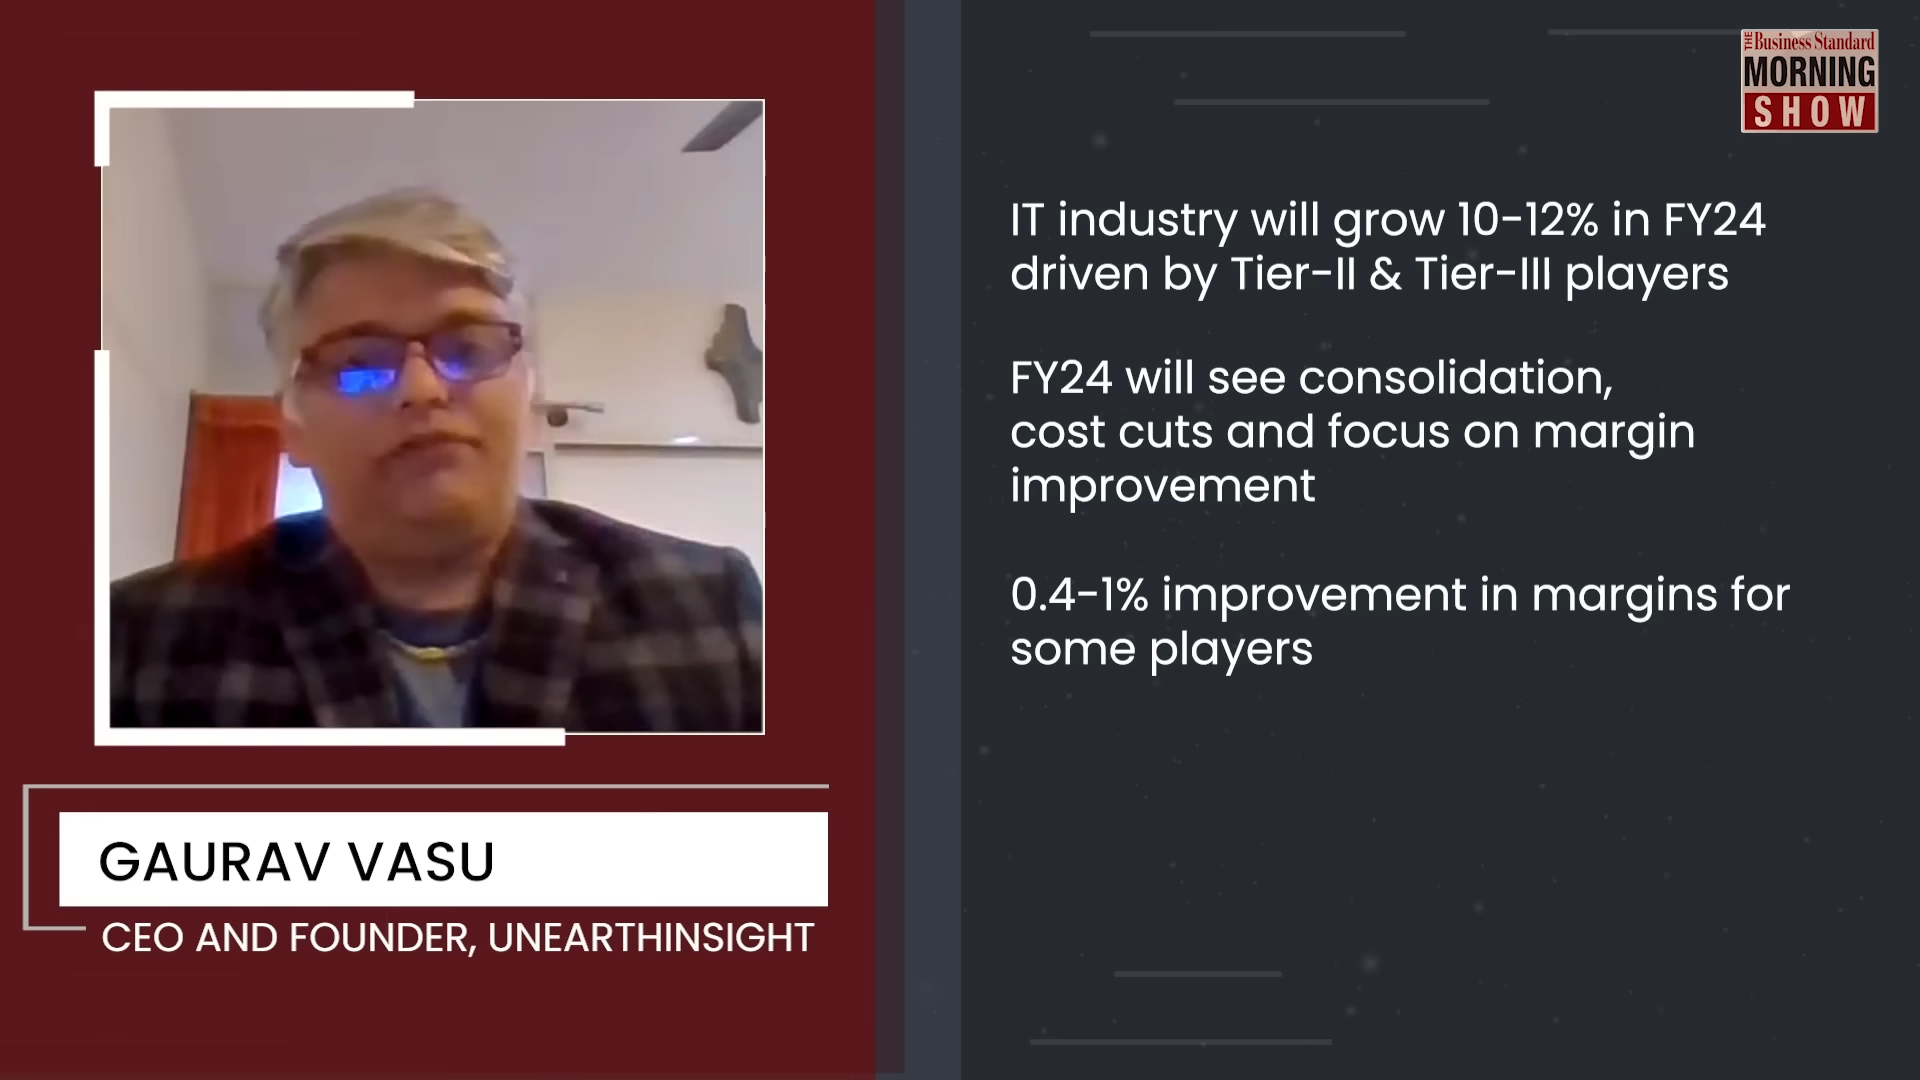 THE Business Standard
MORNING
SHOW
IT industry will grow 10-12% in FY24
driven by Tier-II & Tier-III players
FY24 will see consolidation,
cost cuts and focus on margin
improvement
0.4-1% improvement in margins for
some players
GAURAV VASU
CEO AND FOUNDER, UNEARTHINSIGHT